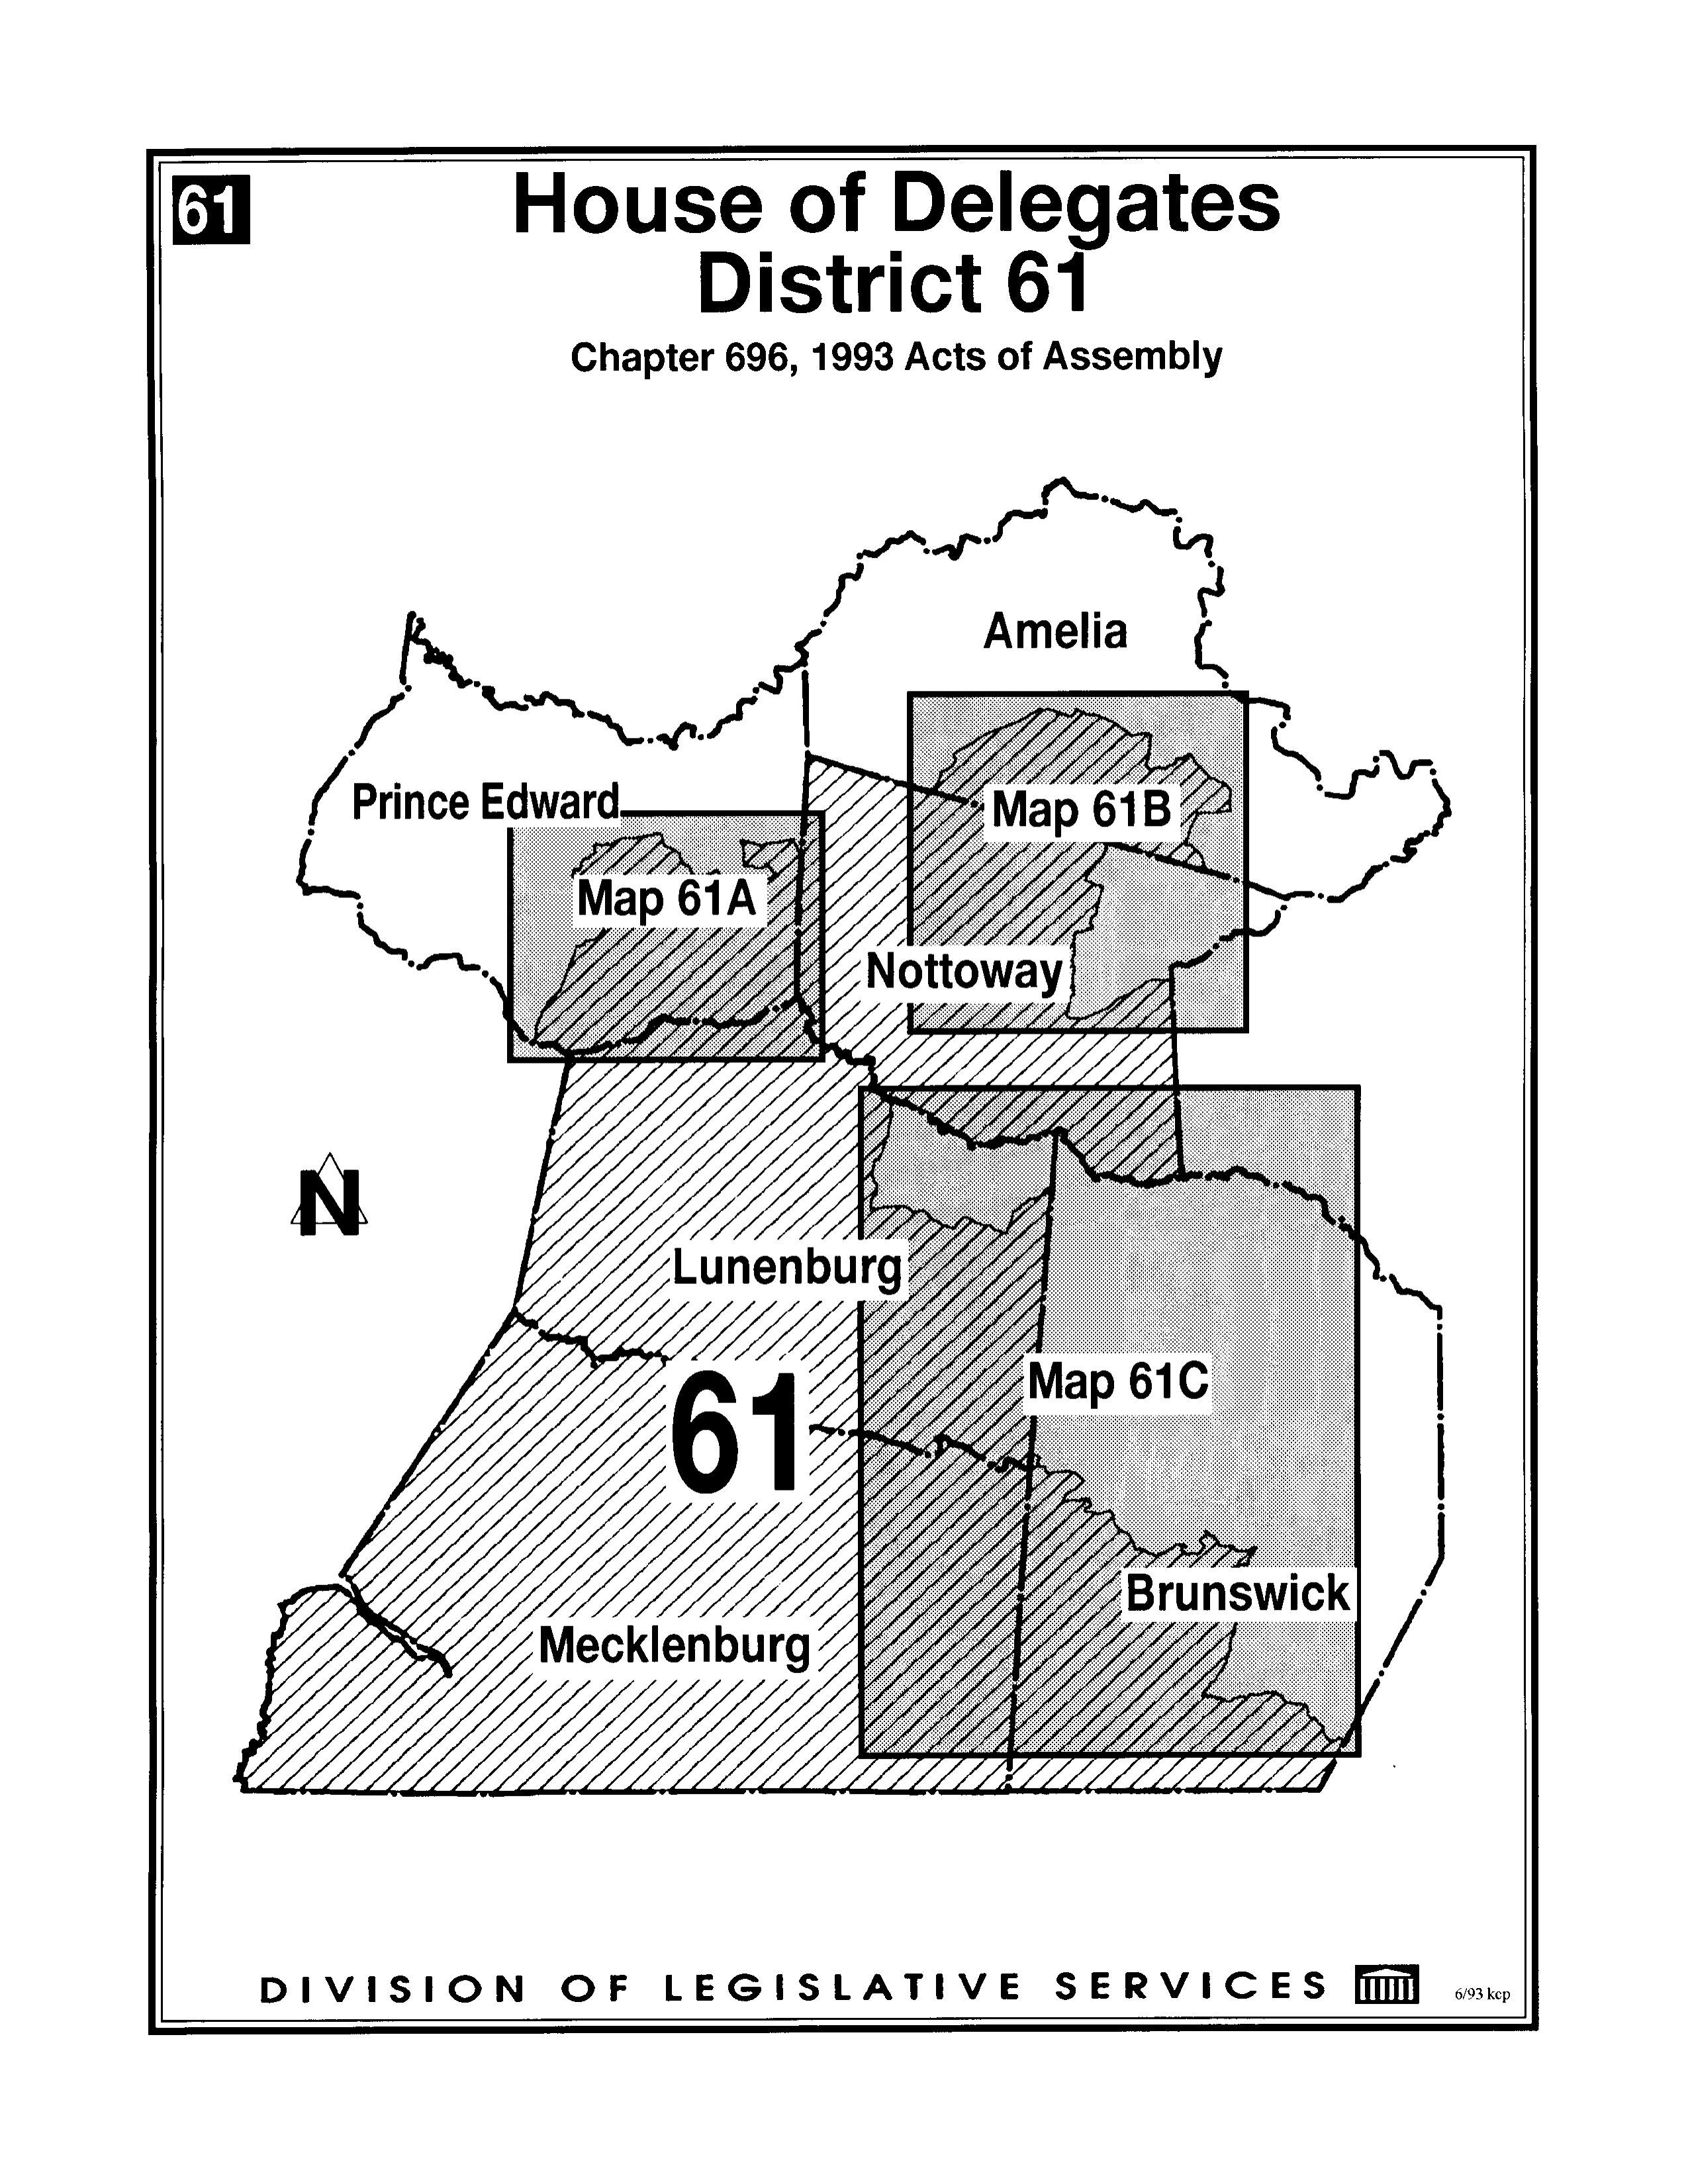 61
House of Delegates
District 61
Chapter 696, 1993 Acts of Assembly
Amelia
Prince Edward
Map 61B
Map 61A
Nottoway
N
Lunenburg
Map 61C
61
Brunswick
Mecklenburg
DIVISION OF LEGISLATIVE SERVICES
6/93 kcp